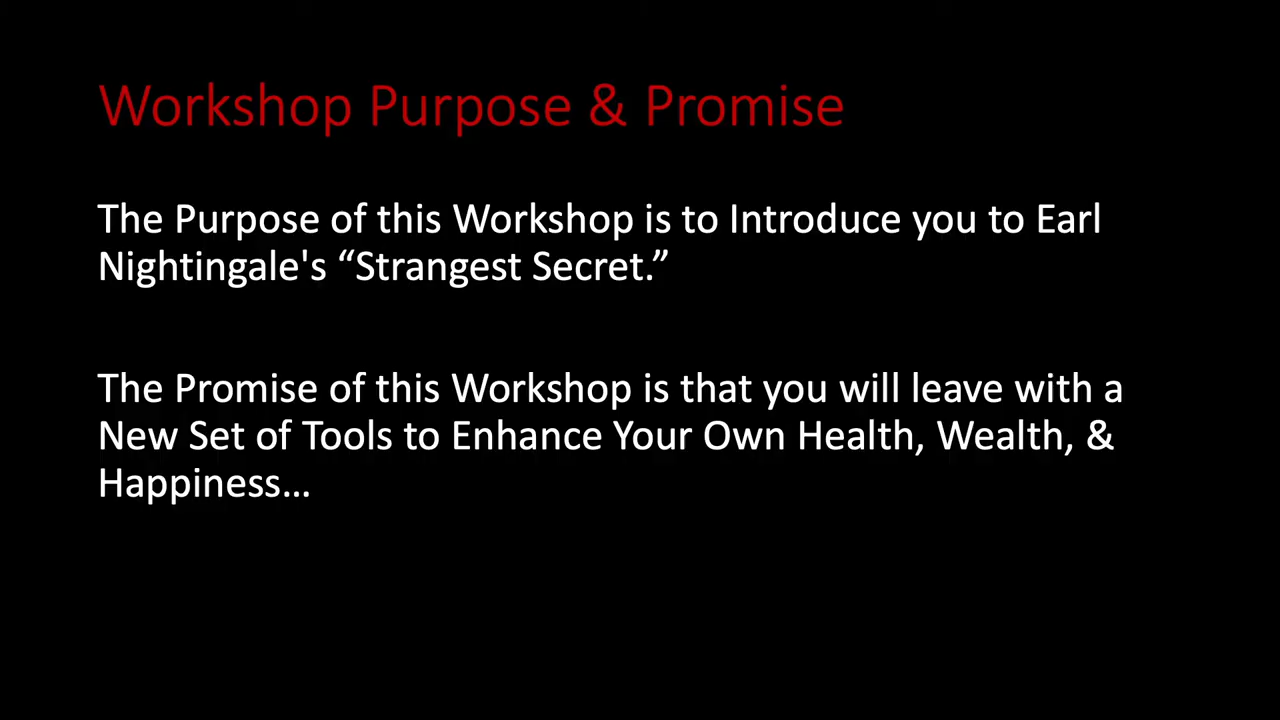 Workshop Purpose & Promise
The Purpose of this Workshop is to Introduce you to Earl
Nightingale's “Strangest Secret.”
The Promise of this Workshop is that you will leave with a
New Set of Tools to Enhance Your Own Health, Wealth, &
Happiness…